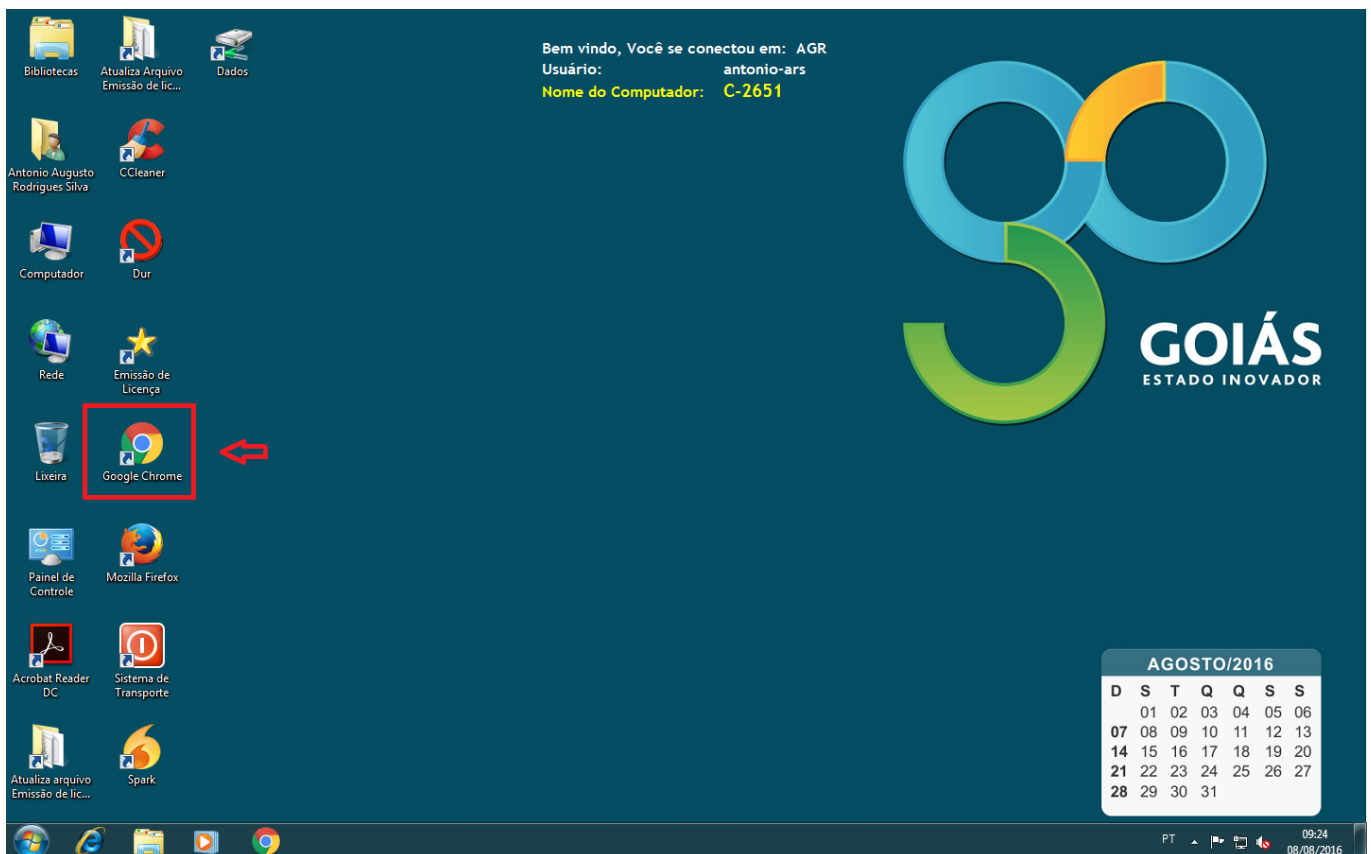 Bibliotecas
Atualiza Arquivo
Emissão de lic...
Dados
Bem vindo, Você se conectou em: AGR
Usuário: antonio-ars
Nome do Computador: C-2651
Antonio Augusto
Rodrigues Silva
CCleaner
Computador
Dur
Rede
Emissão de
Licença
go
GOIÁS
ESTADO INOVADOR
Lixeira
Google Chrome
Painel de
Controle
Mozilla Firefox
Acrobat Reader
DC
Sistema de
Transporte
Atualiza arquivo
Emissão de lic...
Spark
AGOSTO/2016
D S T Q Q S S
01 02 03 04 05 06
07 08 09 10 11 12 13
14 15 16 17 18 19 20
21 22 23 24 25 26 27
28 29 30 31
PT
09:24
08/08/2016